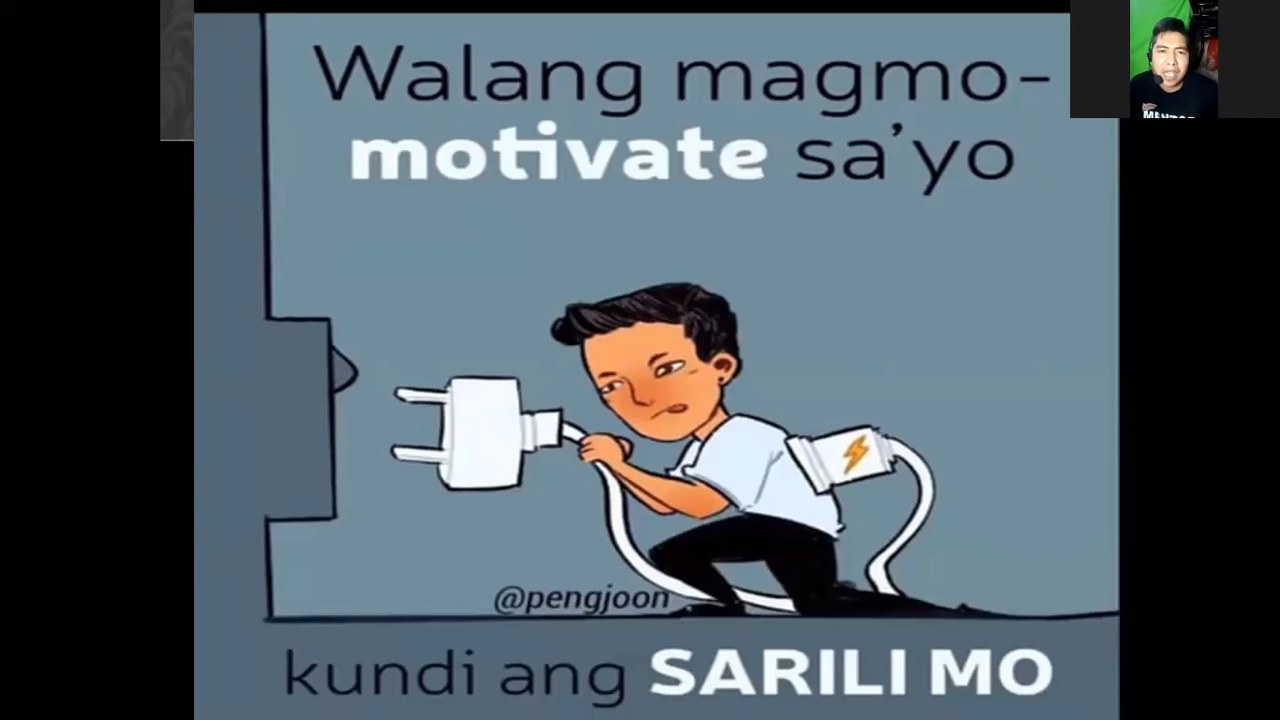 Walang magmo-
motivate sa'yo
@pengjoon
kundi ang SARILI MO